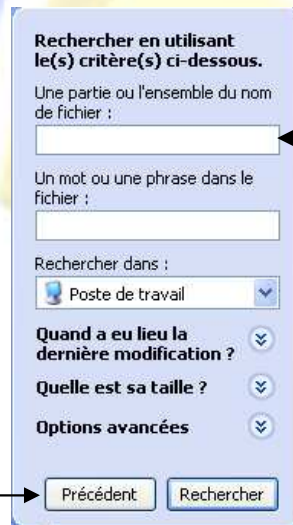 Rechercher en utilisant
le(s) critère(s) ci-dessous.
Une partie ou l'ensemble du nom
de fichier :
Un mot ou une phrase dans le
fichier :
Rechercher dans :
Poste de travail
Quand a eu lieu la
dernière modification ?
Quelle est sa taille ?
Options avancées
Précédent Rechercher